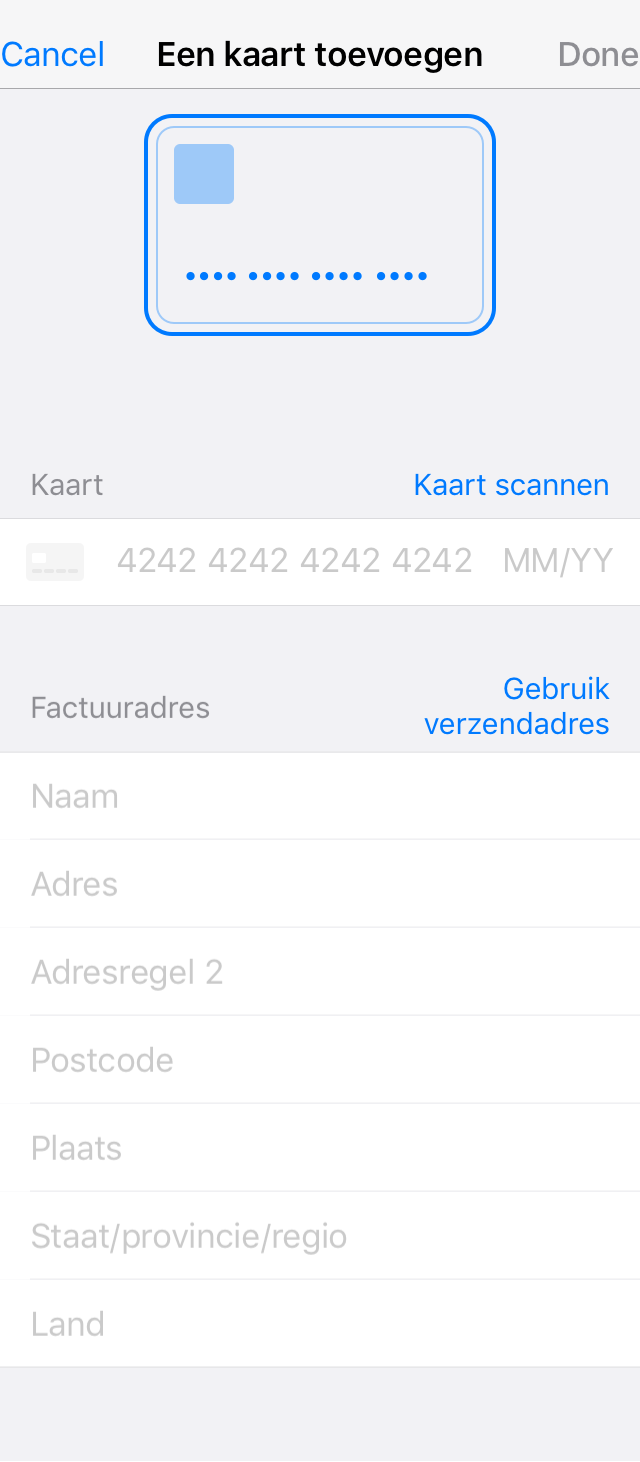 Cancel Een kaart toevoegen Done
•••• •••• •••• ••••
Kaart Kaart scannen
4242 4242 4242 4242 MM/YY
Factuuradres Gebruik
verzendadres
Naam
Adres
Adresregel 2
Postcode
Plaats
Staat/provincie/regio
Land